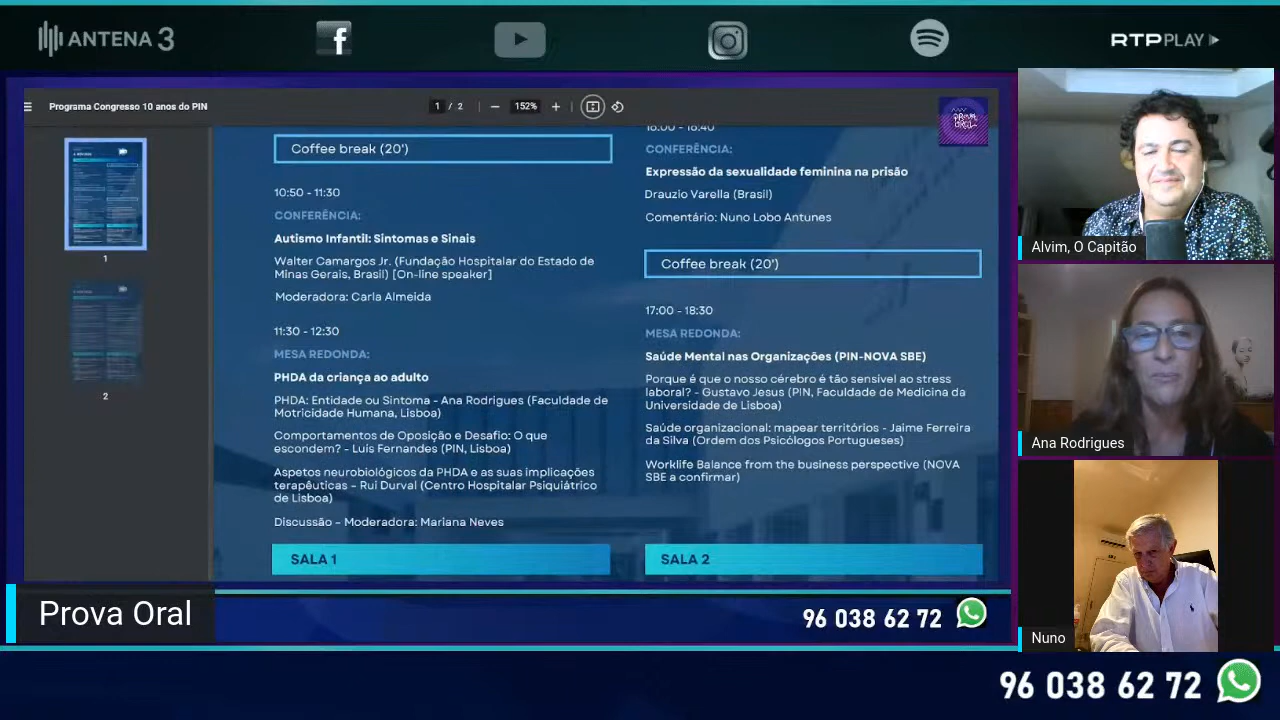 ANTENA 3
RTP PLAY
Programa Congresso 10 anos do PIN
1 / 2
152%
PROVA
ORAL
1
2
Coffee break (20')
10:50 - 11:30
CONFERÊNCIA:
Autismo Infantil: Sintomas e Sinais
Walter Camargos Jr. (Fundação Hospitalar do Estado de
Minas Gerais, Brasil) [On-line speaker]
Moderadora: Carla Almeida
11:30 - 12:30
MESA REDONDA:
PHDA da criança ao adulto
PHDA: Entidade ou Sintoma - Ana Rodrigues (Faculdade de
Motricidade Humana, Lisboa)
Comportamentos de Oposição e Desafio: O que
escondem? - Luís Fernandes (PIN, Lisboa)
Aspetos neurobiológicos da PHDA e as suas implicações
terapêuticas – Rui Durval (Centro Hospitalar Psiquiátrico
de Lisboa)
Discussão – Moderadora: Mariana Neves
SALA 1
CONFERÊNCIA:
Expressão da sexualidade feminina na prisão
Drauzio Varella (Brasil)
Comentário: Nuno Lobo Antunes
Coffee break (20')
17:00 - 18:30
MESA REDONDA:
Saúde Mental nas Organizações (PIN-NOVA SBE)
Porque é que o nosso cérebro é tão sensivel ao stress
laboral? - Gustavo Jesus (PIN, Faculdade de Medicina da
Universidade de Lisboa)
Saúde organizacional: mapear territórios - Jaime Ferreira
da Silva (Ordem dos Psicólogos Portugueses)
Worklife Balance from the business perspective (NOVA
SBE a confirmar)
SALA 2
Alvim, O Capitão
Ana Rodrigues
Nuno
Prova Oral
96 038 62 72
96 038 62 72